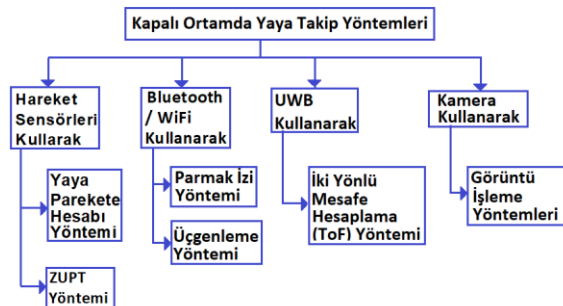 Kapalı Ortamda Yaya Takip Yöntemleri
Hareket
Sensörleri
Kullarak
Yaya
Parekete
Hesabı
Yöntemi
ZUPT
Yöntemi
Bluetooth
/ WiFi
Kullanarak
Parmak İzi
Yöntemi
Üçgenleme
Yöntemi
UWB
Kullanarak
İki Yönlü
Mesafe
Hesaplama
(ToF) Yöntemi
Kamera
Kullanarak
Görüntü
İşleme
Yöntemleri